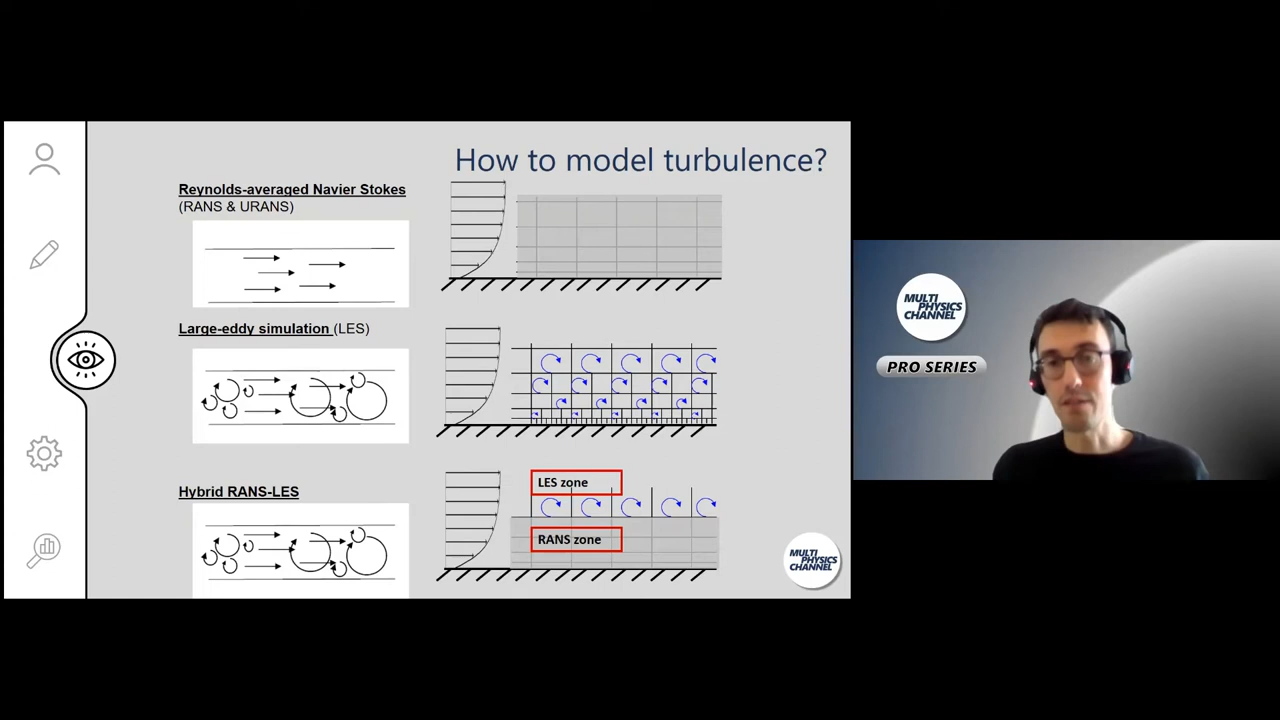 How to model turbulence?
Reynolds-averaged Navier Stokes
(RANS & URANS)
Large-eddy simulation (LES)
Hybrid RANS-LES
LES zone
RANS zone
MULTI
PHYSICS
CHANNEL
MULTI
PHYSICS
CHANNEL
PRO SERIES